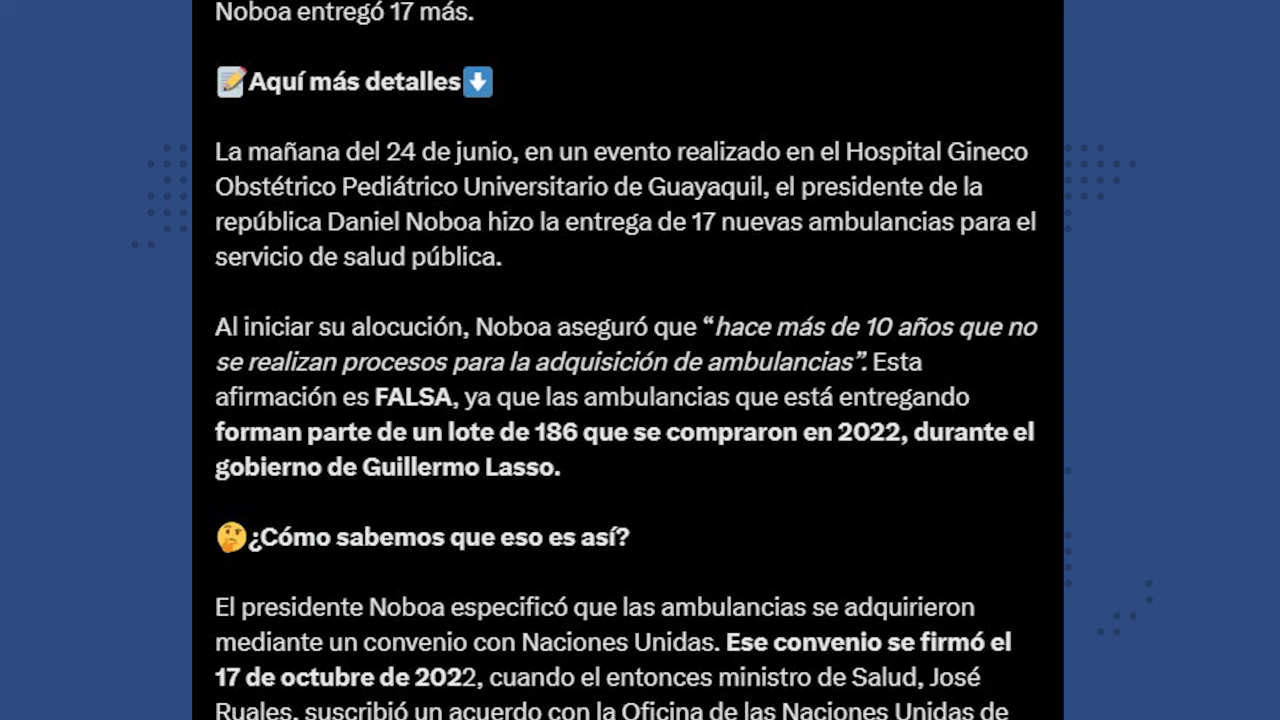 Noboa entregó 17 más.
📝Aquí más detalles⬇️
La mañana del 24 de junio, en un evento realizado en el Hospital Gineco
Obstétrico Pediátrico Universitario de Guayaquil, el presidente de la
república Daniel Noboa hizo la entrega de 17 nuevas ambulancias para el
servicio de salud pública.
Al iniciar su alocución, Noboa aseguró que “hace más de 10 años que no
se realizan procesos para la adquisición de ambulancias”. Esta
afirmación es FALSA, ya que las ambulancias que está entregando
forman parte de un lote de 186 que se compraron en 2022, durante el
gobierno de Guillermo Lasso.
🤔¿Cómo sabemos que eso es así?
El presidente Noboa especificó que las ambulancias se adquirieron
mediante un convenio con Naciones Unidas. Ese convenio se firmó el
17 de octubre de 2022, cuando el entonces ministro de Salud, José
Ruales, suscribió un acuerdo con la Oficina de las Naciones Unidas de